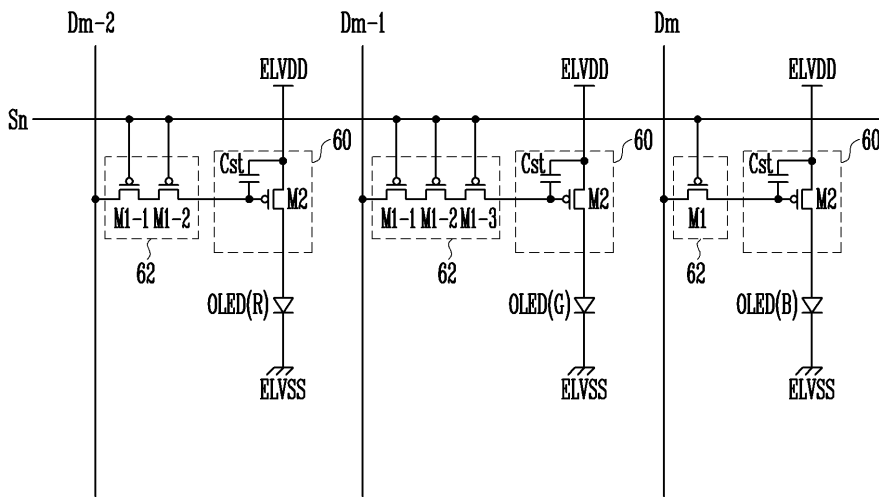 Dm-2 Dm-1 Dm
ELVDD ELVDD ELVDD
Sn
60 60 60
Cst Cst Cst
M1-1 M1-2 M2 M1-1 M1-2 M1-3 M2 M1 M2
62 62 62
OLED(R) OLED(G) OLED(B)
ELVSS ELVSS ELVSS